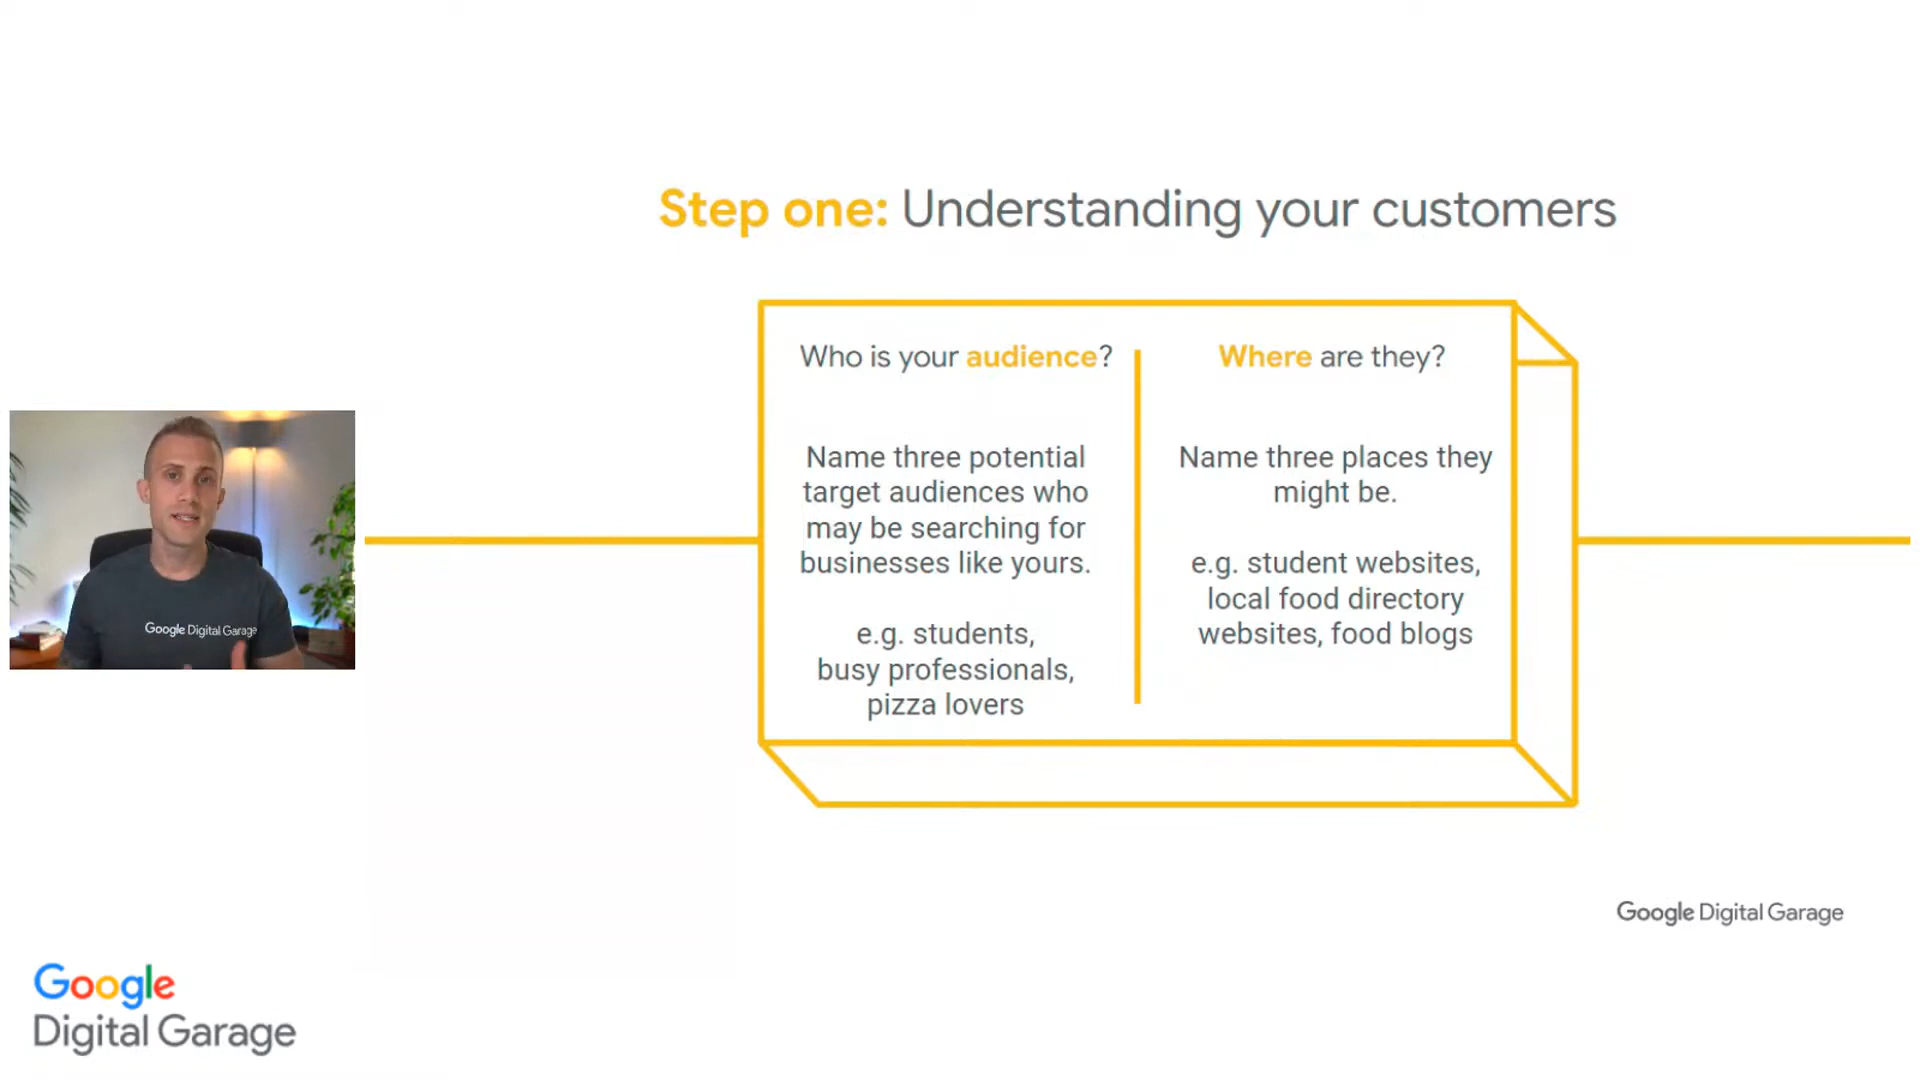 Step one: Understanding your customers
Who is your audience?
Name three potential
target audiences who
may be searching for
businesses like yours.
e.g. students,
busy professionals,
pizza lovers
Where are they?
Name three places they
might be.
e.g. student websites,
local food directory
websites, food blogs
Google Digital Garage
Google Digital Garage
Google
Digital Garage